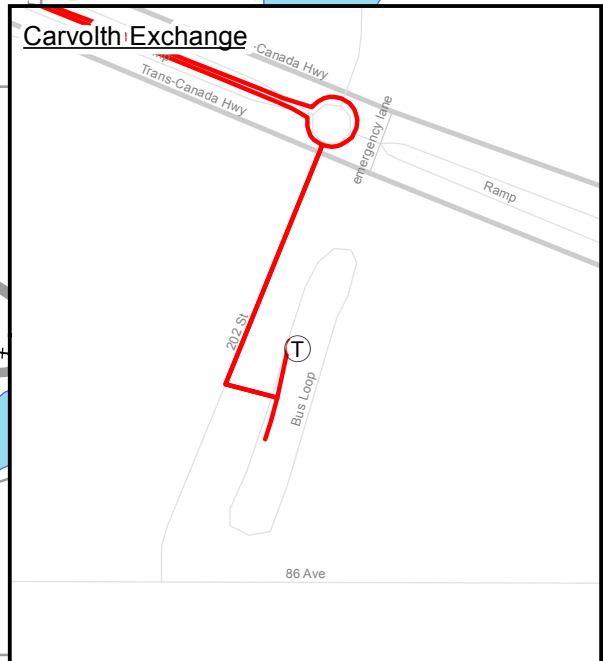 Carvolth Exchange
-Canada Hwy
Trans-Canada Hwy
emergency lane
Ramp
202 St
T
Bus Loop
86 Ave